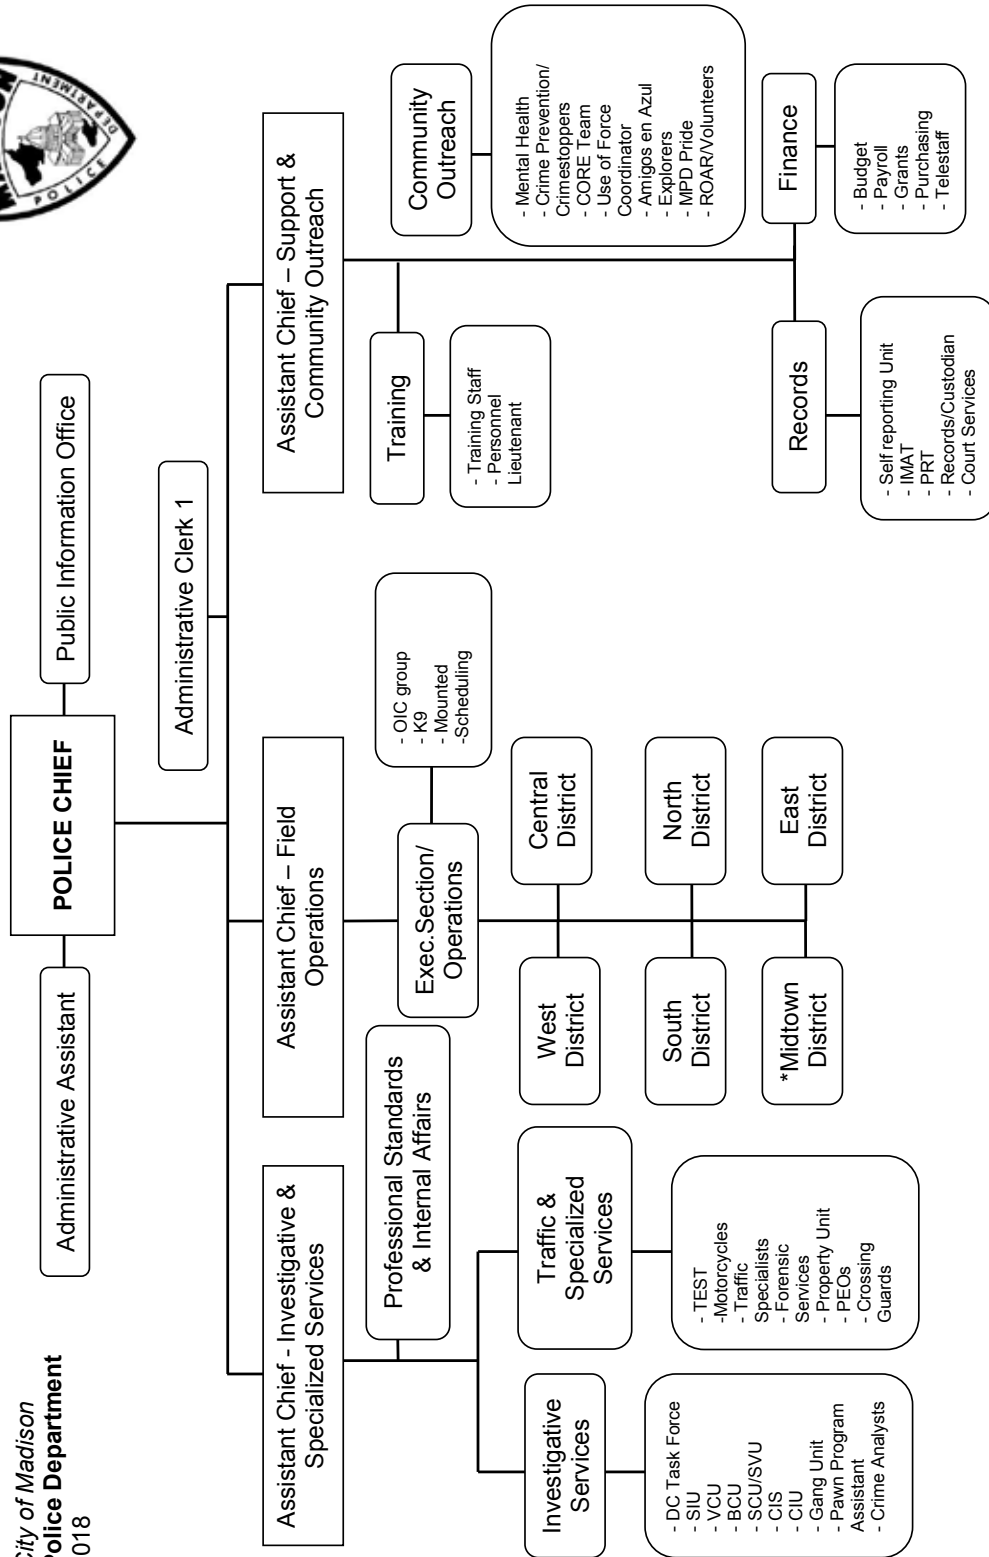 City of Madison
Police Department
018
POLICE
DEPARTMENT
Administrative Assistant
POLICE CHIEF
Public Information Office
Administrative Clerk 1
Assistant Chief - Investigative &
Specialized Services
Assistant Chief – Field
Operations
Assistant Chief – Support &
Community Outreach
Professional Standards
& Internal Affairs
Investigative
Services
- DC Task Force
- SIU
- VCU
- BCU
- SCU/SVU
- CIS
- CIU
- Gang Unit
- Pawn Program
Assistant
- Crime Analysts
Traffic &
Specialized
Services
- TEST
-Motorcycles
- Traffic
Specialists
- Forensic
Services
- Property Unit
- PEOs
- Crossing
Guards
Exec.Section/
Operations
- OIC group
- K9
- Mounted
-Scheduling
West
District
Central
District
South
District
North
District
*Midtown
District
East
District
Training
- Training Staff
- Personnel
Lieutenant
Community
Outreach
- Mental Health
- Crime Prevention/
Crimestoppers
- CORE Team
- Use of Force
Coordinator
- Amigos en Azul
- Explorers
- MPD Pride
- ROAR/Volunteers
Records
- Self reporting Unit
- IMAT
- PRT
- Records/Custodian
- Court Services
Finance
- Budget
- Payroll
- Grants
- Purchasing
- Telestaff